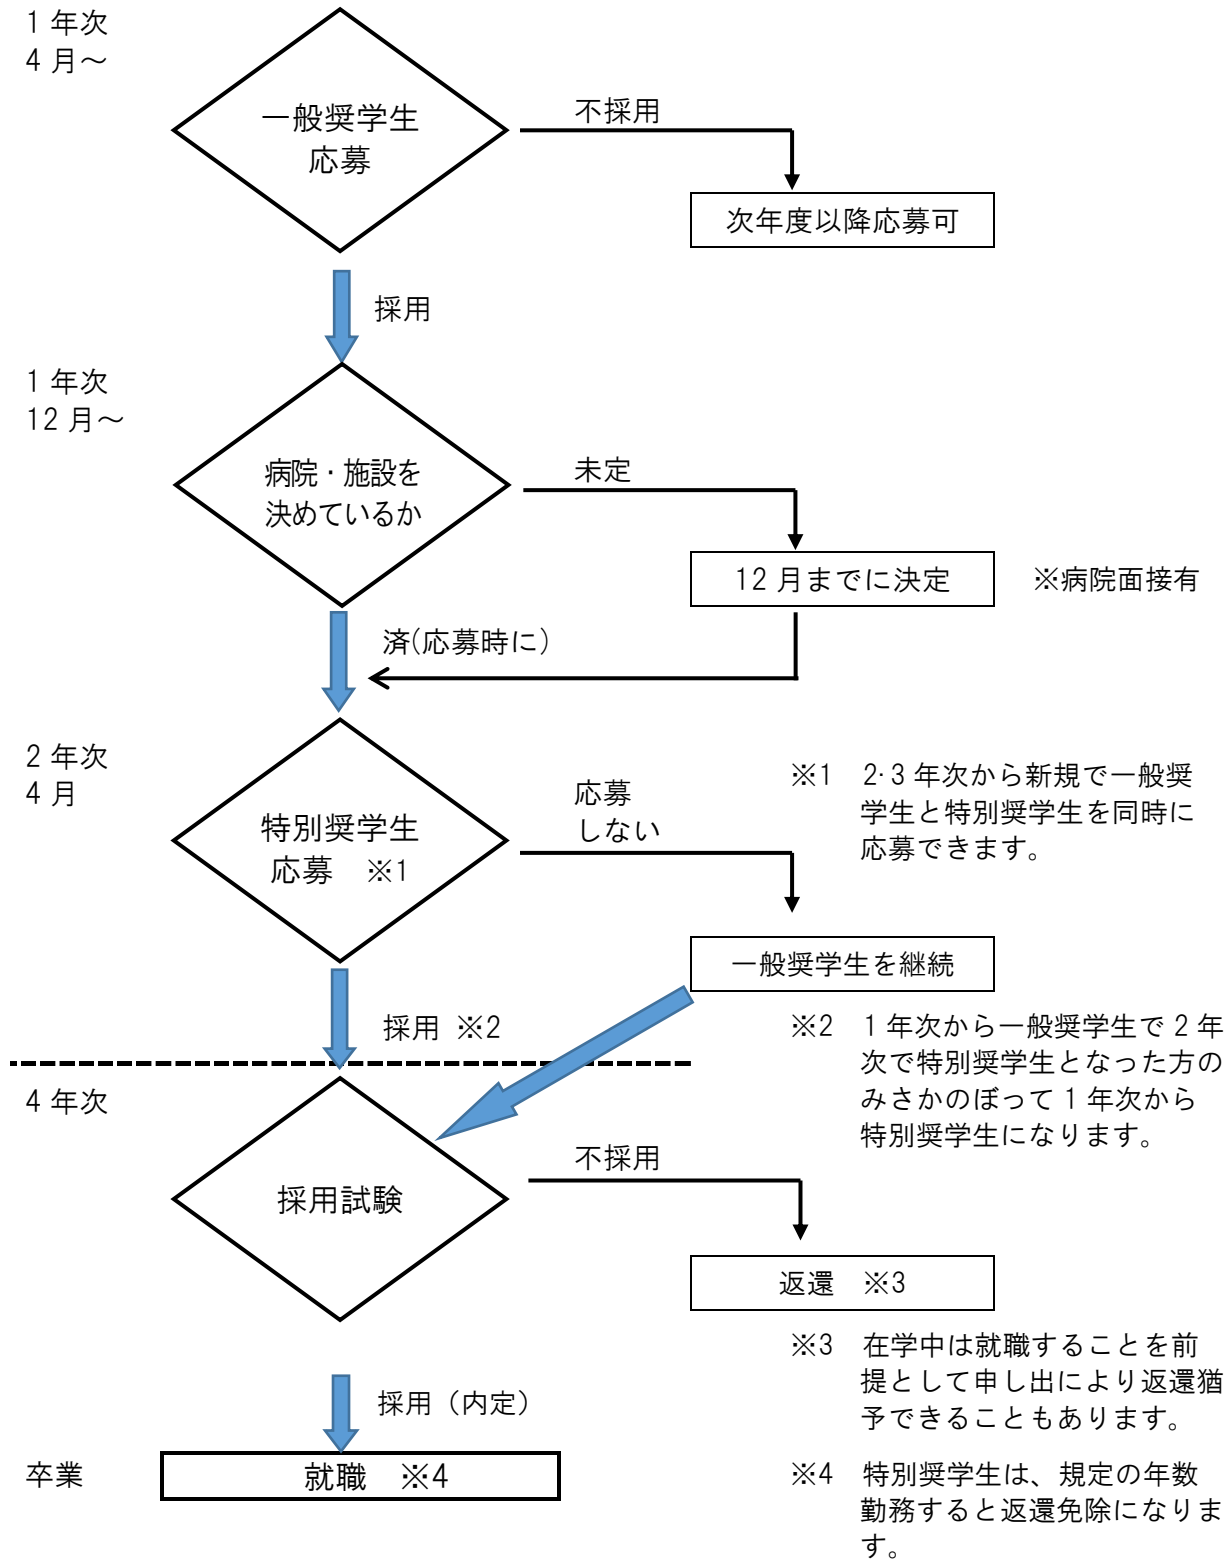 1 年次
4 月～
一般奨学生
応募
不採用
次年度以降応募可
採用
1 年次
12 月～
病院・施設を
決めているか
未定
12 月までに決定
※病院面接有
済(応募時に)
2 年次
4 月
特別奨学生
応募　※1
応募
しない
※1　2･3 年次から新規で一般奨
学生と特別奨学生を同時に
応募できます。
一般奨学生を継続
採用 ※2
※2　1 年次から一般奨学生で 2 年
次で特別奨学生となった方の
みさかのぼって 1 年次から
特別奨学生になります。
4 年次
採用試験
不採用
返還　※3
※3　在学中は就職することを前
提として申し出により返還猶
予できることもあります。
採用（内定）
卒業
就職　※4
※4　特別奨学生は、規定の年数
勤務すると返還免除になりま
す。